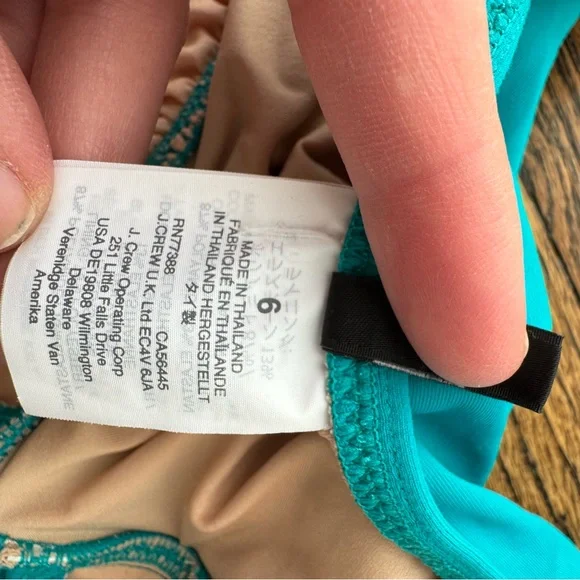 6
MADE IN THAILAND
FABRIQUÉ EN THAÏLANDE
IN THAILAND HERGESTELLT
タイ製
RN77388 CA56445
J.CREW U.K. Ltd EC4V 6JA
J. Crew Operating Corp
251 Little Falls Drive
USA DE19808 Wilmington
Delaware
Verenidge Staten Van
Amerika